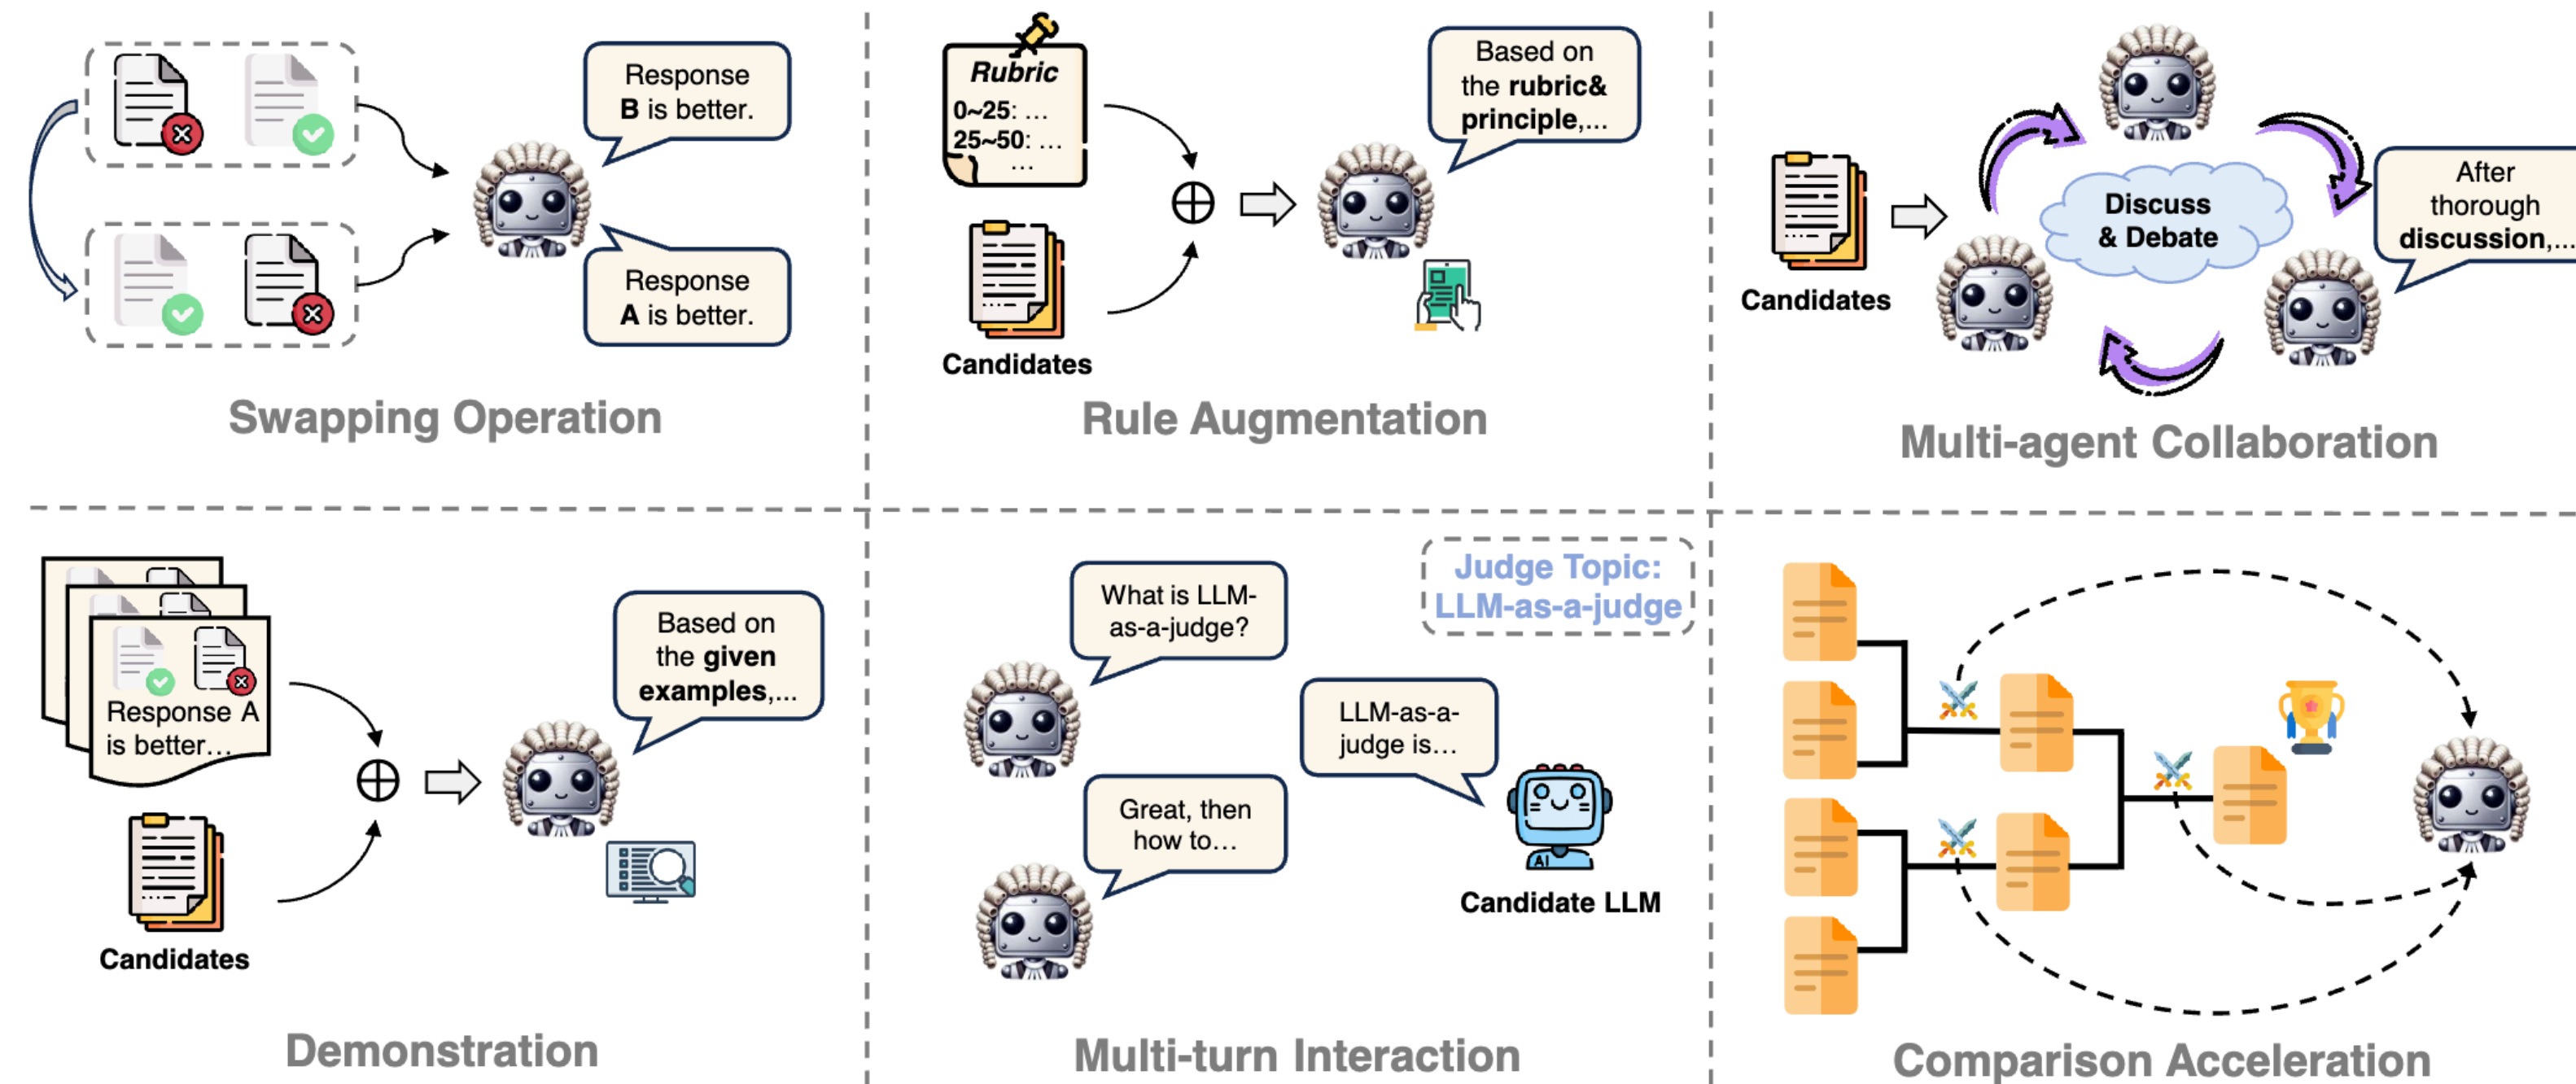 Response
B is better.
Response
A is better.
Swapping Operation
Rubric
0~25: ...
25~50: ...
...
Candidates
Based on
the rubric&
principle,...
Rule Augmentation
Candidates
Discuss
& Debate
After
thorough
discussion,...
Multi-agent Collaboration
Response A
is better...
Candidates
Based on
the given
examples,...
Demonstration
Judge Topic:
LLM-as-a-judge
What is LLM-
as-a-judge?
LLM-as-a-
judge is...
Great, then
how to...
AI
Candidate LLM
Multi-turn Interaction
Comparison Acceleration